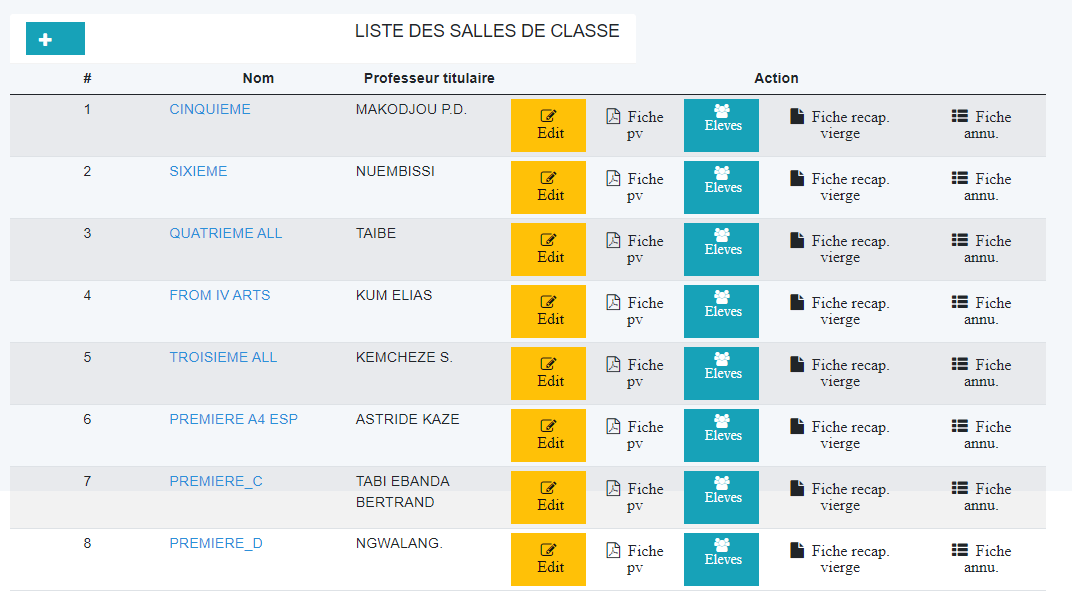 LISTE DES SALLES DE CLASSE
# Nom Professeur titulaire Action
1 CINQUIEME MAKODJOU P.D. Edit Fiche pv Eleves Fiche recap. vierge Fiche annu.
2 SIXIEME NUEMBISSI Edit Fiche pv Eleves Fiche recap. vierge Fiche annu.
3 QUATRIEME ALL TAIBE Edit Fiche pv Eleves Fiche recap. vierge Fiche annu.
4 FROM IV ARTS KUM ELIAS Edit Fiche pv Eleves Fiche recap. vierge Fiche annu.
5 TROISIEME ALL KEMCHEZE S. Edit Fiche pv Eleves Fiche recap. vierge Fiche annu.
6 PREMIERE A4 ESP ASTRIDE KAZE Edit Fiche pv Eleves Fiche recap. vierge Fiche annu.
7 PREMIERE_C TABI EBANDA BERTRAND Edit Fiche pv Eleves Fiche recap. vierge Fiche annu.
8 PREMIERE_D NGWALANG. Edit Fiche pv Eleves Fiche recap. vierge Fiche annu.